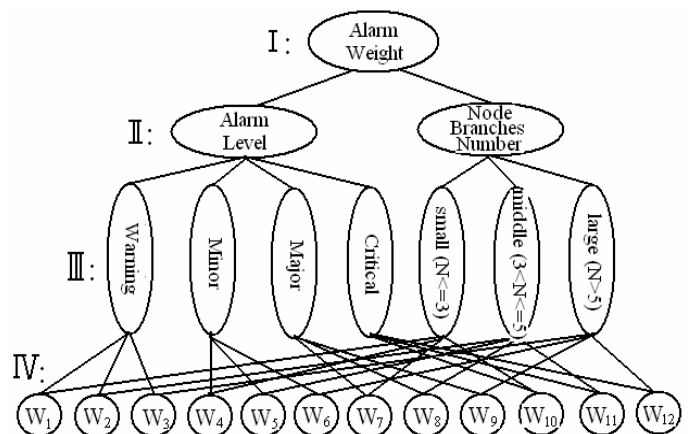 I:
Alarm
Weight
II:
Alarm
Level
Node
Branches
Number
III:
Warning
Minor
Major
Critical
small (N<=3)
middle (3<N<=5)
large (N>5)
IV:
W1
W2
W3
W4
W5
W6
W7
W8
W9
W10
W11
W12